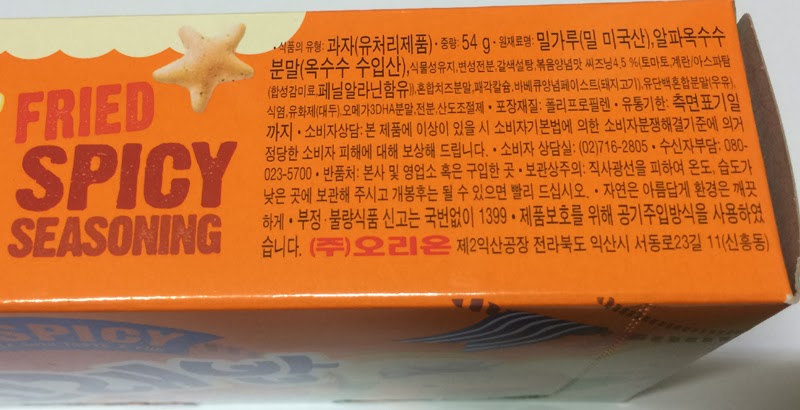 FRIED
SPICY
SEASONING
• 식품의 유형: 과자(유처리제품) • 중량: 54 g • 원재료명: 밀가루(밀 미국산),알파옥수수
분말(옥수수 수입산),식물성유지,변성전분,갈색설탕,볶음양념맛 씨즈닝4.5 %(토마토,계란/아스파탐
(합성감미료,페닐알라닌함유)),혼합치즈분말,패각칼슘,바베큐양념페이스트(돼지고기),유단백혼합분말(우유),
식염,유화제(대두),오메가3DHA분말,전분,산도조절제 • 포장재질: 폴리프로필렌 • 유통기한: 측면표기일
까지 • 소비자상담: 본 제품에 이상이 있을 시 소비자기본법에 의한 소비자분쟁해결기준에 의거
정당한 소비자 피해에 대해 보상해 드립니다. • 소비자 상담실: (02)716-2805 • 수신자부담: 080-
023-5700 • 반품처: 본사 및 영업소 혹은 구입한 곳 • 보관상주의: 직사광선을 피하여 온도, 습도가
낮은 곳에 보관해 주시고 개봉후는 될 수 있으면 빨리 드십시오. • 자연은 아름답게 환경은 깨끗
하게 • 부정·불량식품 신고는 국번없이 1399 • 제품보호를 위해 공기주입방식을 사용하였
습니다. (주)오리온 제2익산공장 전라북도 익산시 서동로23길 11(신흥동)
SPICY